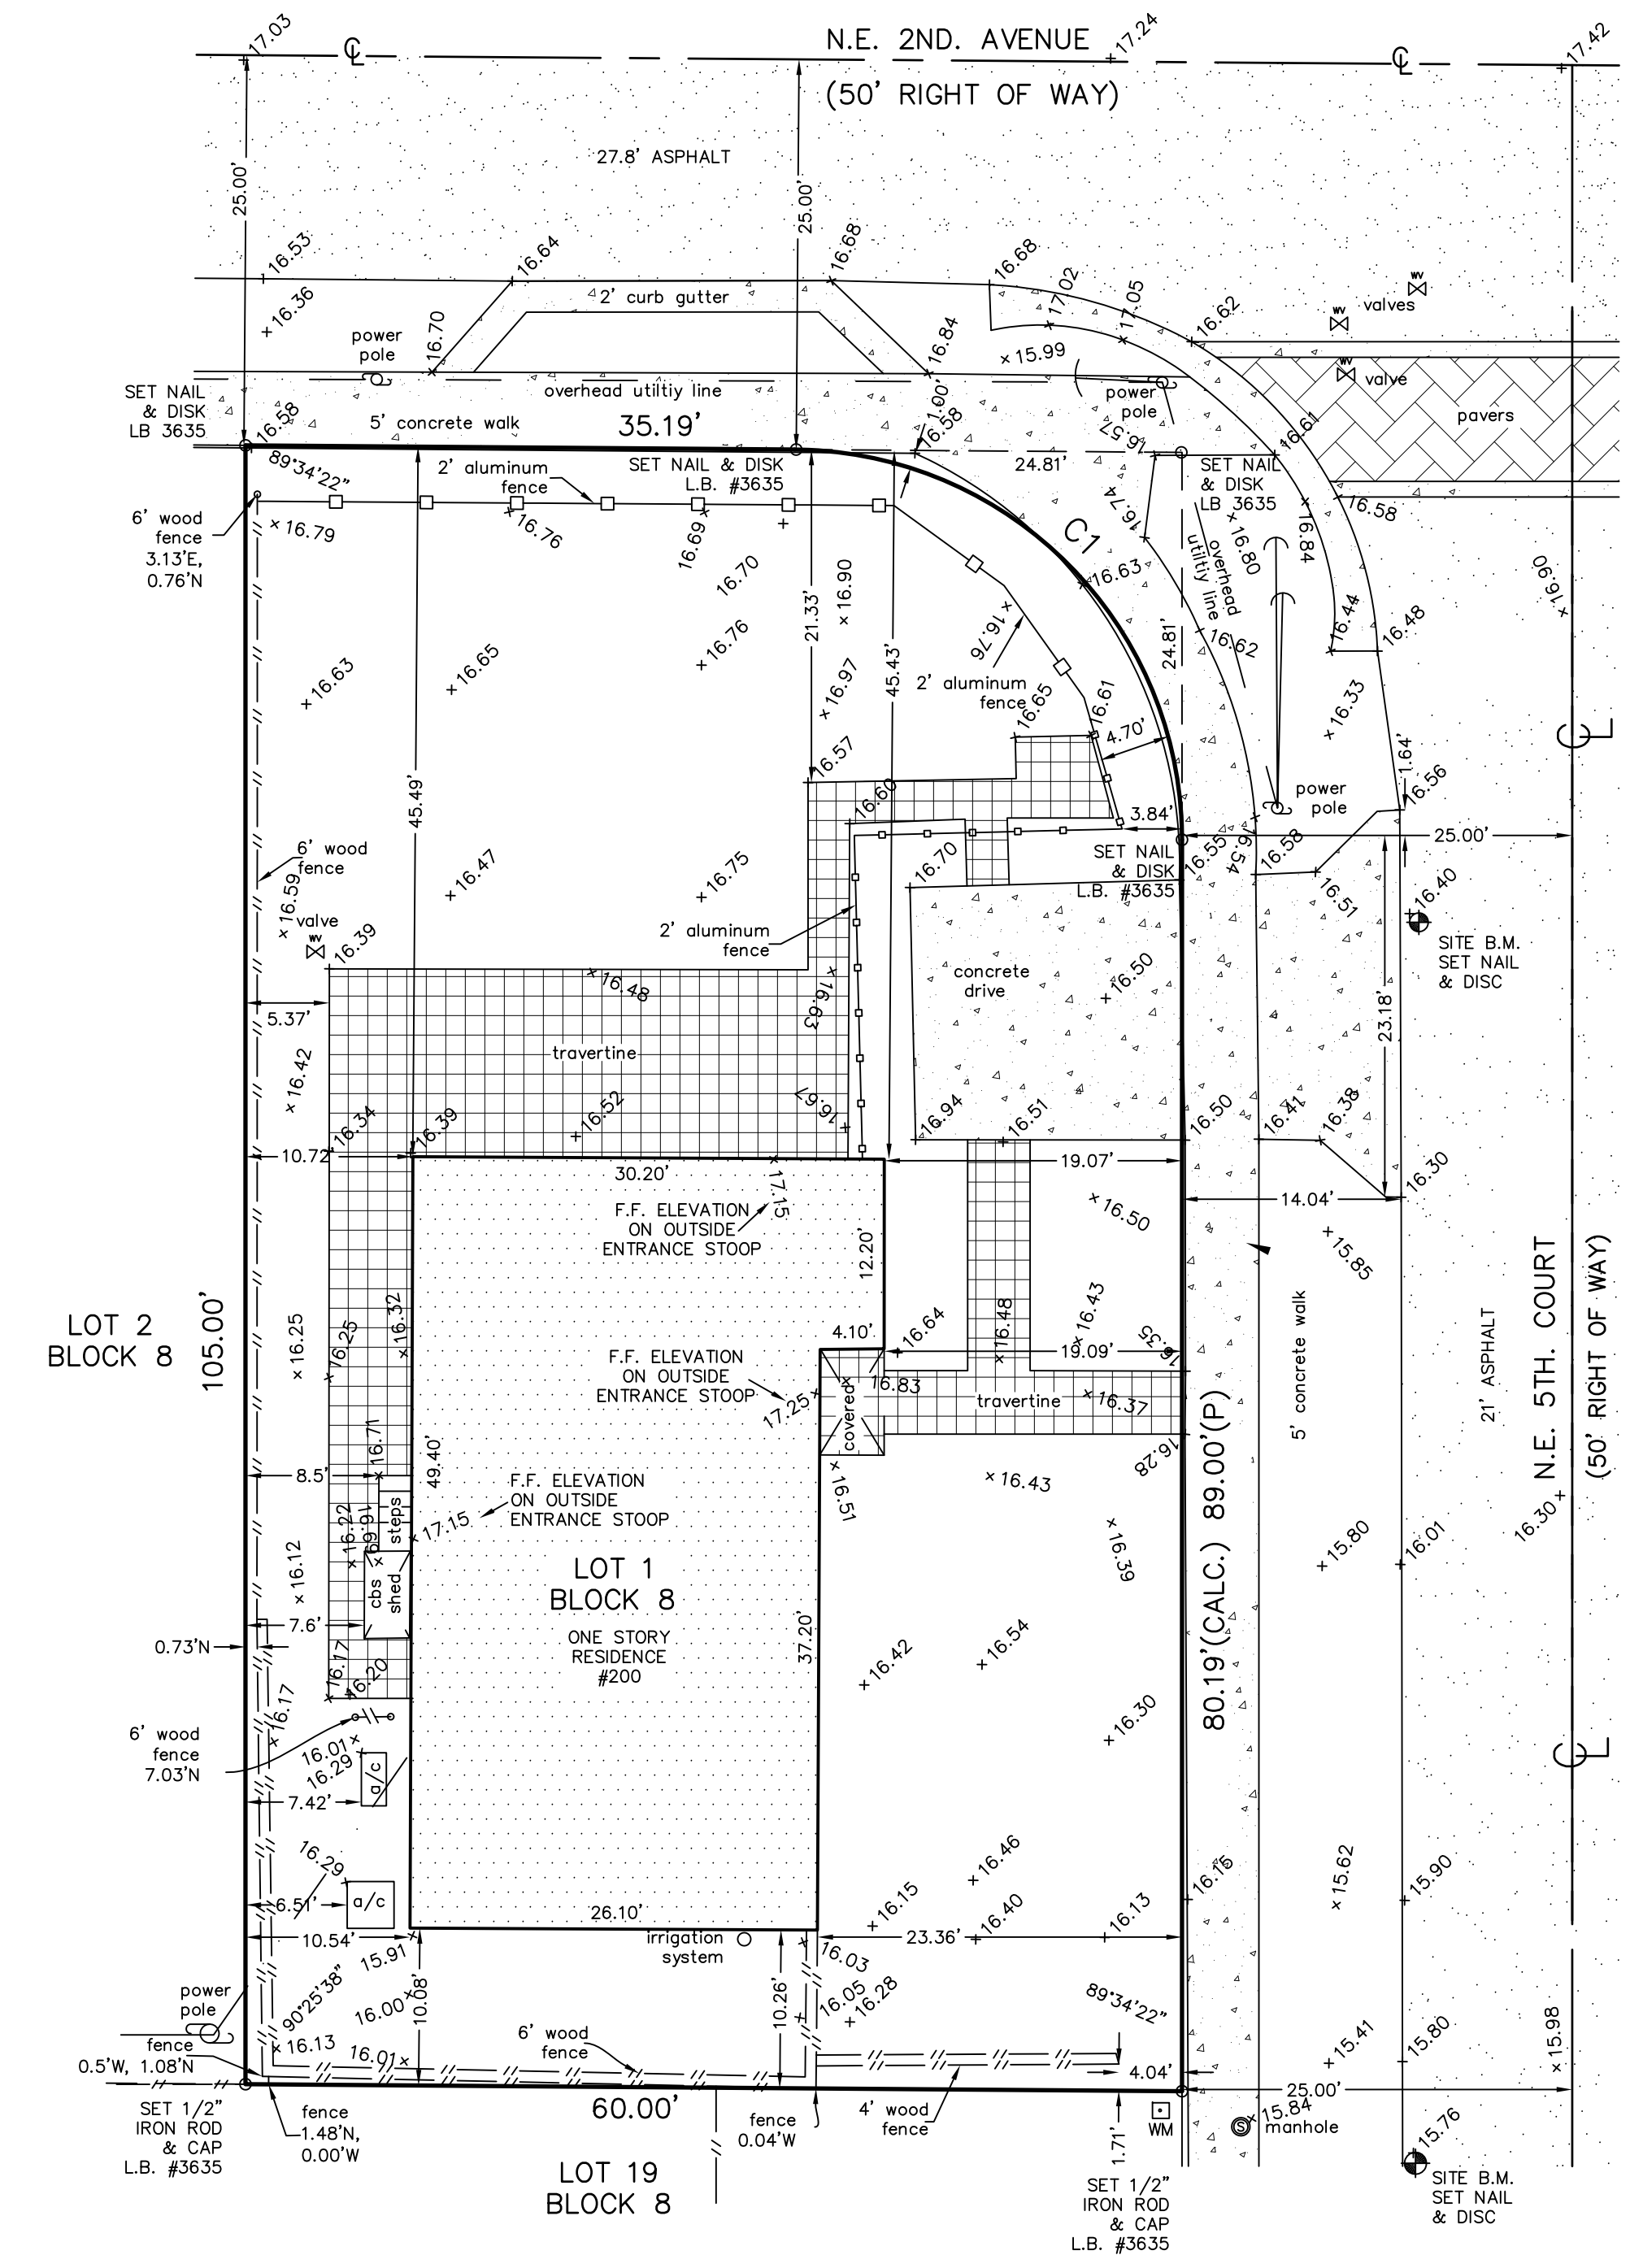 17.03
℄
N.E. 2ND. AVENUE
17.24
℄
17.42
(50' RIGHT OF WAY)
27.8' ASPHALT
25.00'
25.00'
16.53
16.64
16.68
16.68
17.02
17.05
16.62
16.36
2' curb gutter
16.70
power
pole
16.84
15.99
WV
WV
valves
WV
valve
pavers
SET NAIL
& DISK
LB 3635
16.58
overhead utiltiy line
5' concrete walk
35.19'
1.00'
16.58
power
pole
16.57
16.61
24.81'
89°34'22"
2' aluminum
fence
SET NAIL & DISK
L.B. #3635
SET NAIL
& DISK
LB 3635
16.58
6' wood
fence
3.13'E,
0.76'N
16.79
16.76
16.69
16.70
16.90
C1
16.74
16.63
16.80
16.84
overhead
utiltiy line
16.90
21.33'
45.43'
16.76
24.81'
16.62
16.44
16.48
16.63
16.65
16.76
16.97
2' aluminum
fence
16.65
16.61
4.70'
16.33
℄
16.57
1.64'
16.56
45.49'
16.60
3.84'
power
pole
25.00'
6' wood
fence
16.59
16.47
16.75
16.70
SET NAIL
& DISK
L.B. #3635
16.55
16.54
16.58
16.51
16.40
valve
WV
16.39
2' aluminum
fence
SITE B.M.
SET NAIL
& DISC
16.48
16.63
concrete
drive
16.50
23.18'
5.37'
travertine
16.42
16.34
16.39
16.52
16.67
16.94
16.51
16.50
16.41
16.38
16.30
10.72'
30.20'
17.15
19.07'
14.04'
F.F. ELEVATION
ON OUTSIDE
ENTRANCE STOOP
12.20'
16.50
15.85
LOT 2
BLOCK 8
105.00'
16.25
16.25
16.32
4.10'
16.64
16.48
16.43
16.35
19.09'
F.F. ELEVATION
ON OUTSIDE
ENTRANCE STOOP
17.25
covered
16.83
travertine
16.37
16.28
5' concrete walk
21' ASPHALT
N.E. 5TH. COURT
(50' RIGHT OF WAY)
16.71
49.40'
8.5'
F.F. ELEVATION
ON OUTSIDE
ENTRANCE STOOP
17.15
16.51
16.43
80.19'(CALC.) 89.00'(P)
16.30
16.22
16.69
steps
16.12
cbs
shed
LOT 1
BLOCK 8
16.39
15.80
16.01
7.6'
0.73'N
ONE STORY
RESIDENCE
#200
37.20'
16.42
16.54
16.17
16.20
16.17
16.30
6' wood
fence
7.03'N
16.01
16.29
a/c
7.42'
℄
16.29
6.51'
a/c
26.10'
16.46
16.15
16.40
16.13
16.15
15.62
15.90
10.54'
15.91
irrigation
system
23.36'
16.03
power
pole
90°25'38"
16.00
10.08'
10.26'
16.05
16.28
89°34'22"
15.41
15.80
15.98
fence
0.5'W, 1.08'N
16.13
16.01
6' wood
fence
4.04'
25.00'
SET 1/2"
IRON ROD
& CAP
L.B. #3635
fence
1.48'N,
0.00'W
60.00'
fence
0.04'W
4' wood
fence
1.71'
WM
S
15.84
manhole
15.76
LOT 19
BLOCK 8
SET 1/2"
IRON ROD
& CAP
L.B. #3635
SITE B.M.
SET NAIL
& DISC